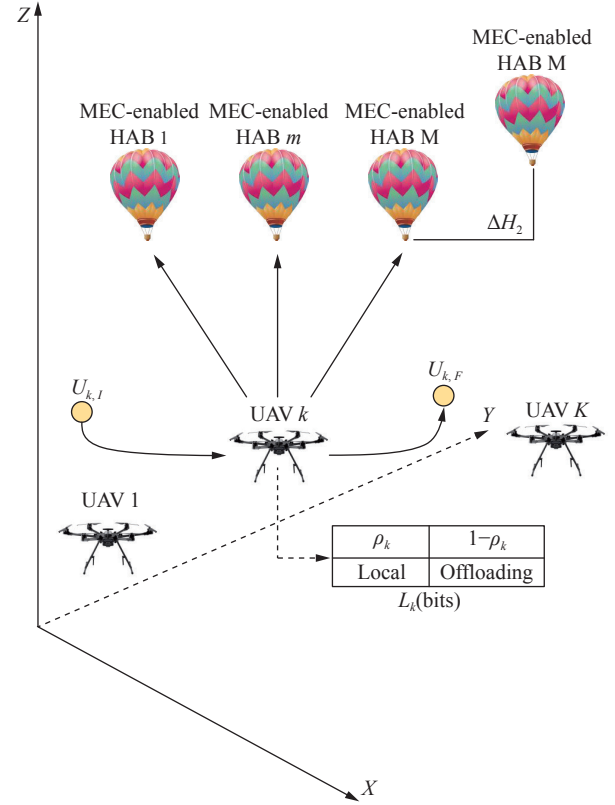 Z
MEC-enabled
HAB M
MEC-enabled
HAB 1
MEC-enabled
HAB m
MEC-enabled
HAB M
ΔH₂
Uₖ,I
UAV k
Uₖ,F
Y
UAV K
UAV 1
ρₖ 1−ρₖ
Local Offloading
Lₖ(bits)
X